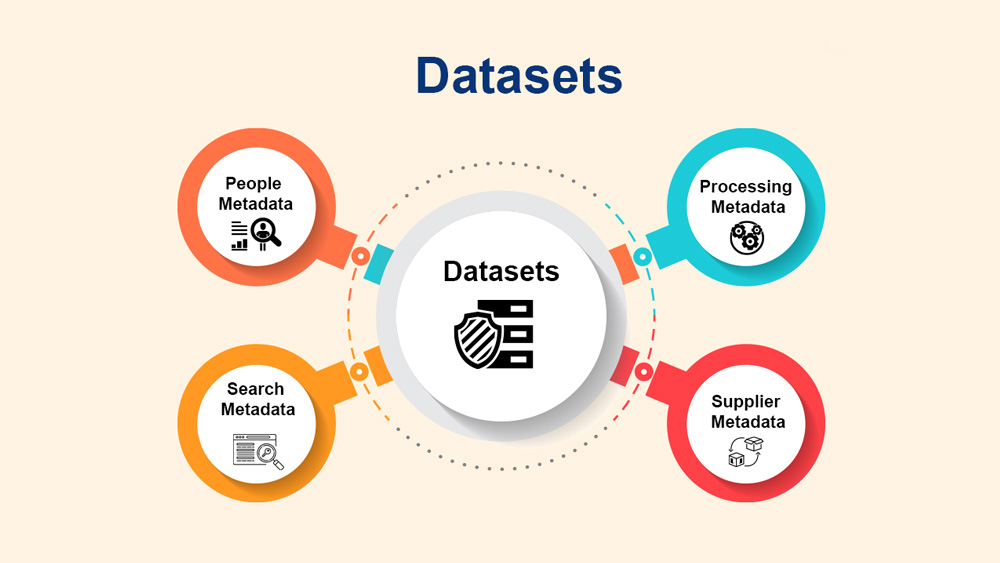 Datasets
People
Metadata
Processing
Metadata
Datasets
Search
Metadata
Supplier
Metadata